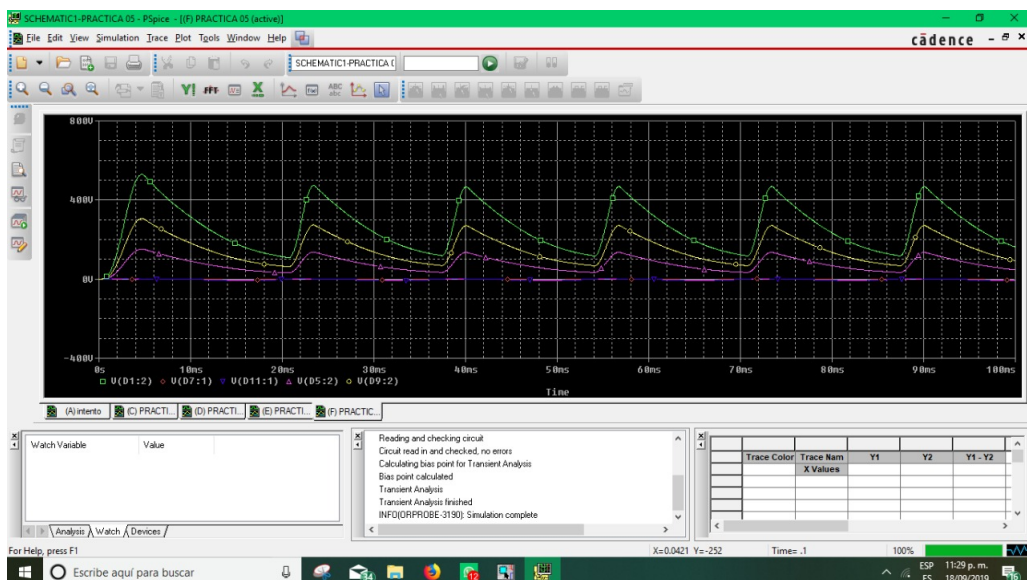 SCHEMATIC1-PRACTICA 05 - PSpice - [(F) PRACTICA 05 (active)]
File Edit View Simulation Trace Plot Tools Window Help
cādence
SCHEMATIC1-PRACTICA (
800V
400V
0V
-400V
0s 10ms 20ms 30ms 40ms 50ms 60ms 70ms 80ms 90ms 100ms
V(D1:2) V(D7:1) V(D11:1) V(D5:2) V(D9:2)
Time
(A) intento (C) PRACTI... (D) PRACTI... (E) PRACTI... (F) PRACTIC...
Watch Variable Value
Analysis Watch Devices
Reading and checking circuit
Circuit read in and checked, no errors
Calculating bias point for Transient Analysis
Bias point calculated
Transient Analysis
Transient Analysis finished
INFO(ORPROBE-3190): Simulation complete
Trace Color Trace Nam Y1 Y2 Y1 - Y2
X Values
For Help, press F1
X=0.0421 Y=-252 Time= .1 100%
Escribe aquí para buscar
ESP 11:29 p. m.
ES 18/09/2019